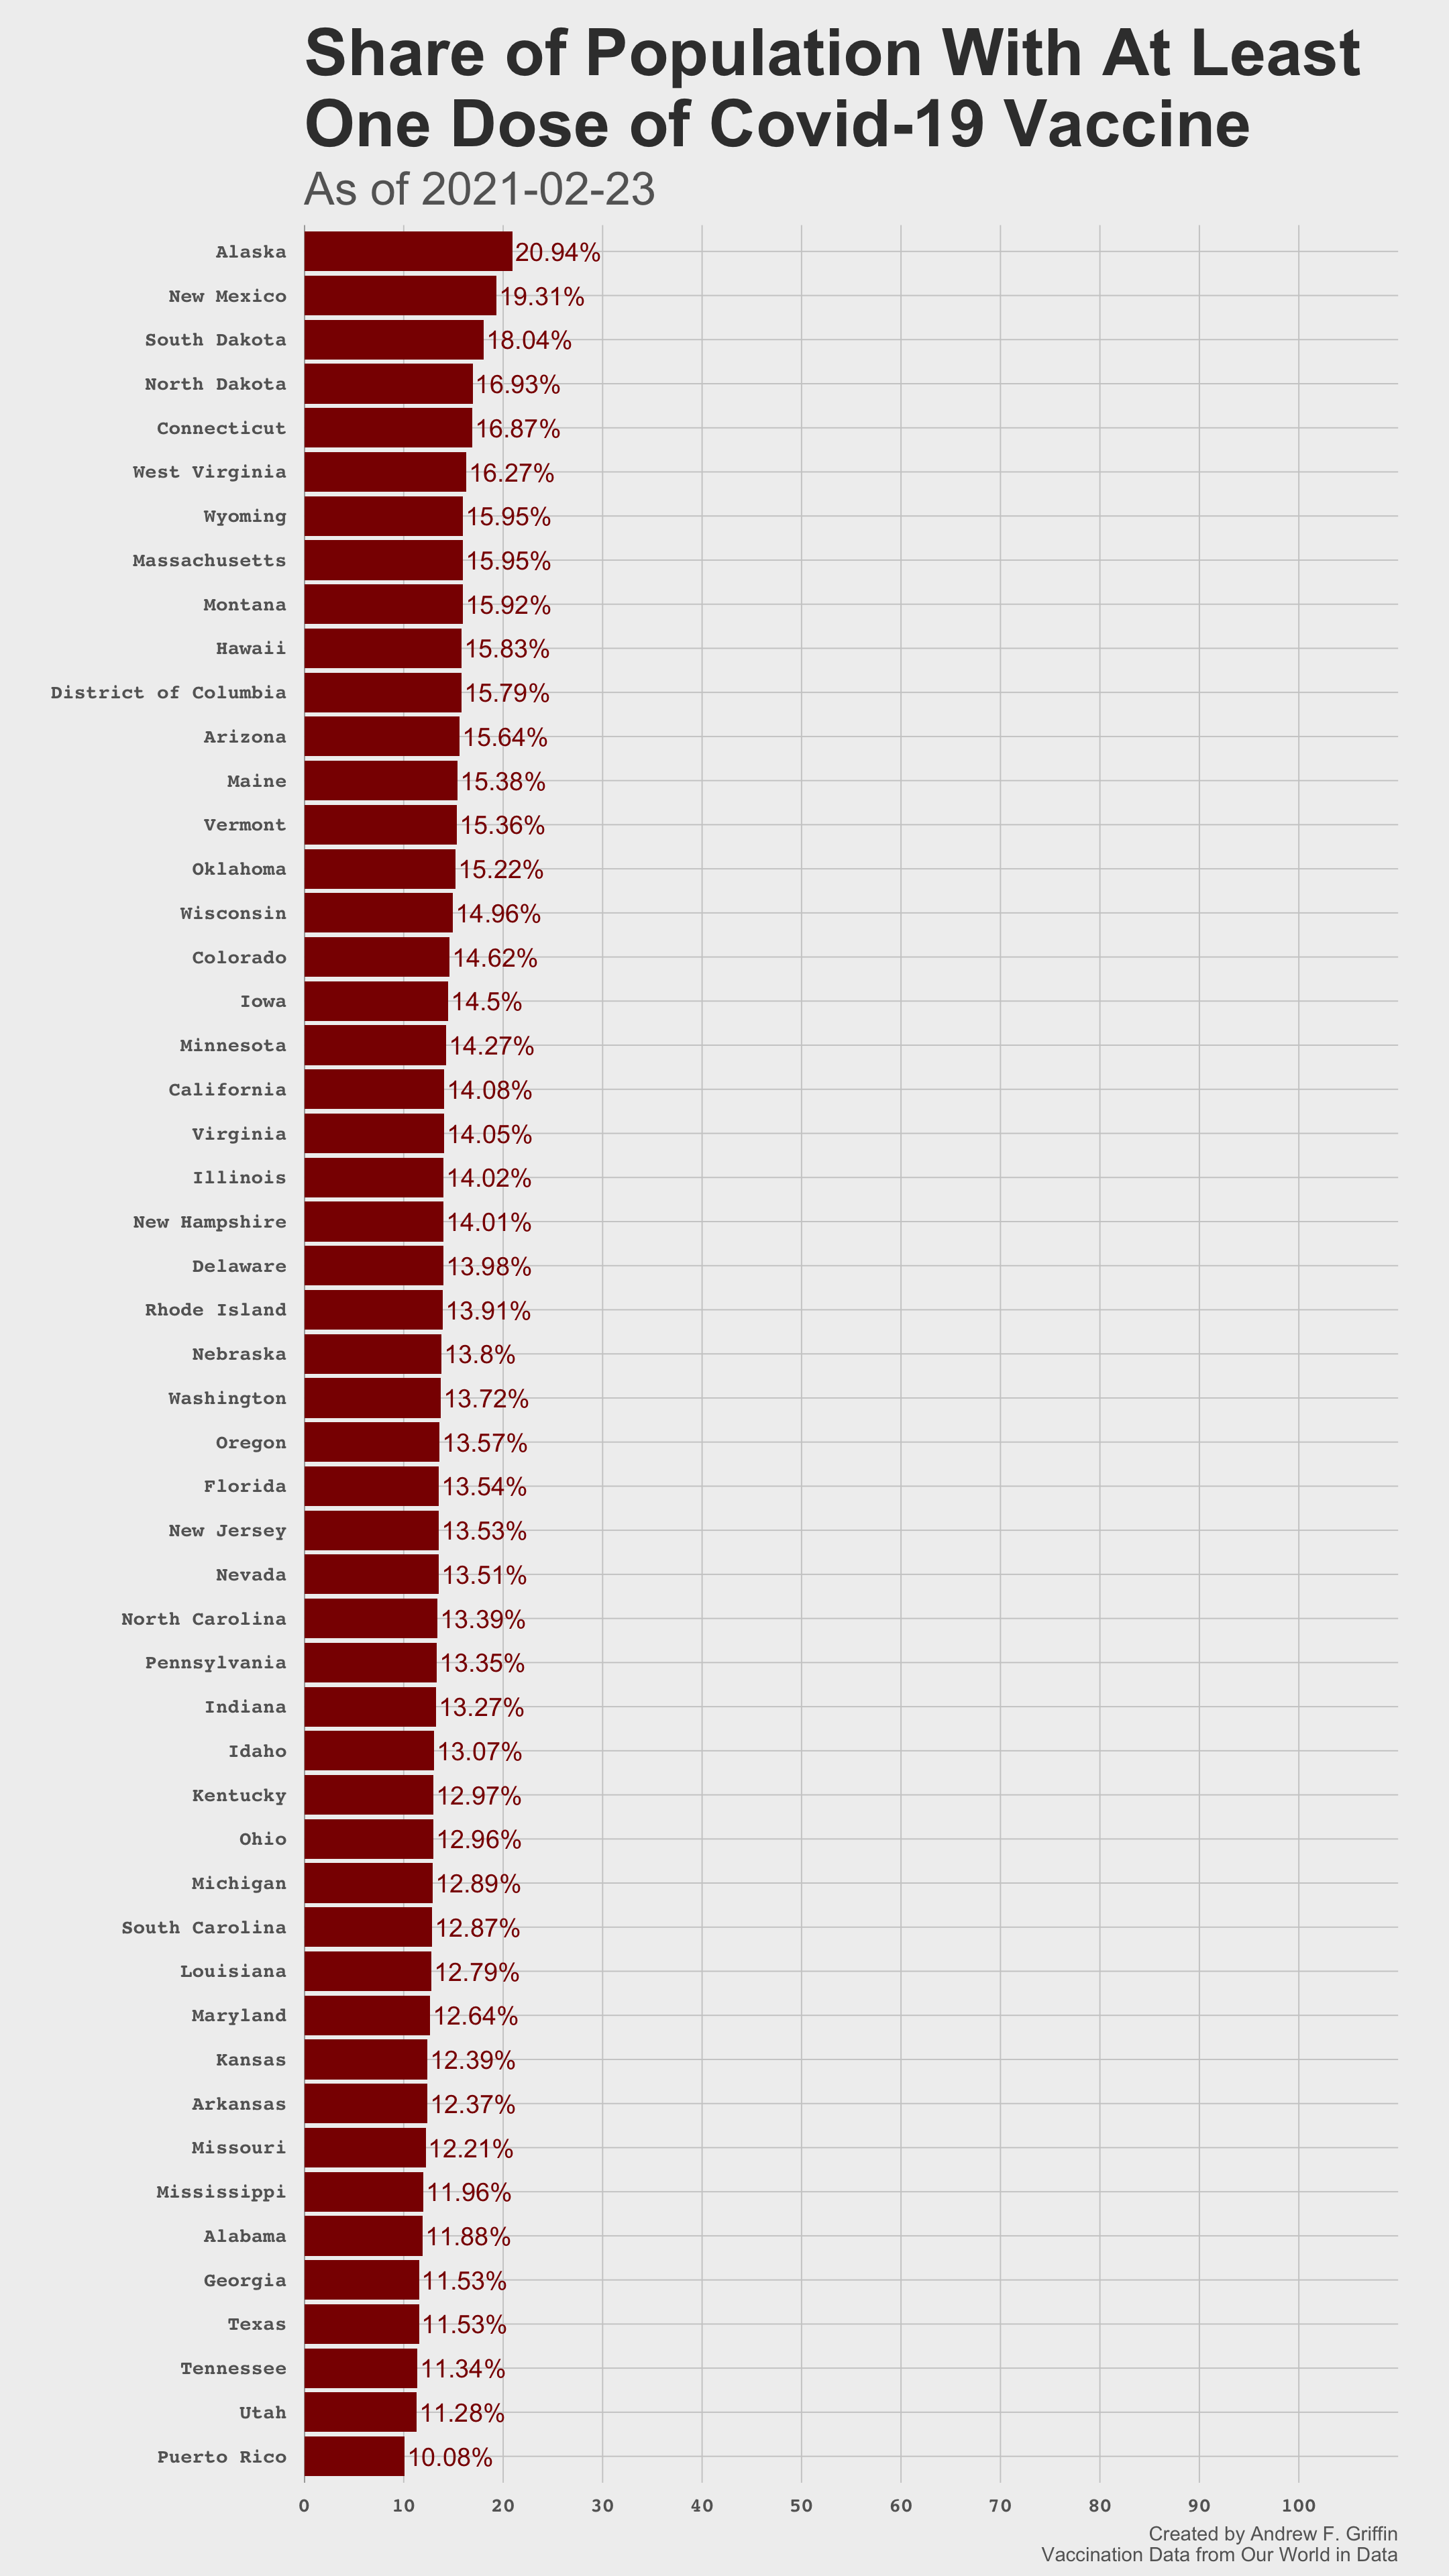 Share of Population With At Least
One Dose of Covid-19 Vaccine
As of 2021-02-23
Alaska 20.94%
New Mexico 19.31%
South Dakota 18.04%
North Dakota 16.93%
Connecticut 16.87%
West Virginia 16.27%
Wyoming 15.95%
Massachusetts 15.95%
Montana 15.92%
Hawaii 15.83%
District of Columbia 15.79%
Arizona 15.64%
Maine 15.38%
Vermont 15.36%
Oklahoma 15.22%
Wisconsin 14.96%
Colorado 14.62%
Iowa 14.5%
Minnesota 14.27%
California 14.08%
Virginia 14.05%
Illinois 14.02%
New Hampshire 14.01%
Delaware 13.98%
Rhode Island 13.91%
Nebraska 13.8%
Washington 13.72%
Oregon 13.57%
Florida 13.54%
New Jersey 13.53%
Nevada 13.51%
North Carolina 13.39%
Pennsylvania 13.35%
Indiana 13.27%
Idaho 13.07%
Kentucky 12.97%
Ohio 12.96%
Michigan 12.89%
South Carolina 12.87%
Louisiana 12.79%
Maryland 12.64%
Kansas 12.39%
Arkansas 12.37%
Missouri 12.21%
Mississippi 11.96%
Alabama 11.88%
Georgia 11.53%
Texas 11.53%
Tennessee 11.34%
Utah 11.28%
Puerto Rico 10.08%
0 10 20 30 40 50 60 70 80 90 100
Created by Andrew F. Griffin
Vaccination Data from Our World in Data